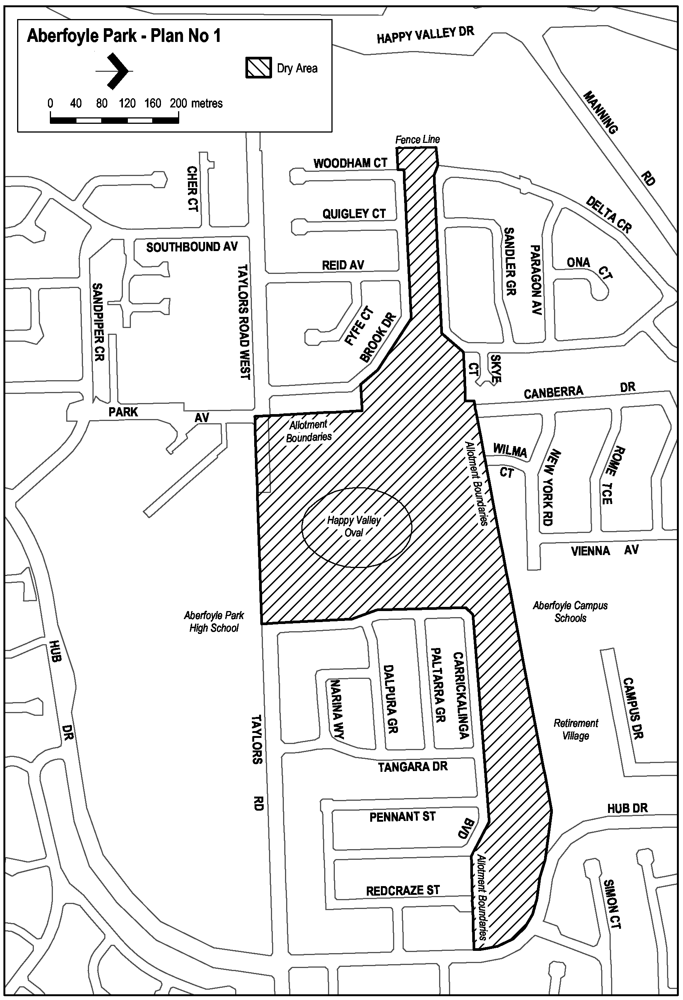 Aberfoyle Park - Plan No 1
Dry Area
0 40 80 120 160 200 metres
HAPPY VALLEY DR
MANNING
RD
Fence Line
WOODHAM CT
CHER CT
QUIGLEY CT
DELTA CR
SOUTHBOUND AV
REID AV
SANDLER GR
PARAGON AV
ONA CT
TAYLORS ROAD WEST
SANDPIPER CR
FYFE CT
BROOK DR
SKYE
CT
CANBERRA DR
PARK AV
Allotment
Boundaries
Allotment Boundaries
WILMA
CT
NEW YORK RD
ROME TCE
Happy Valley
Oval
VIENNA AV
Aberfoyle Park
High School
Aberfoyle Campus
Schools
HUB
DR
NARINA WY
DALPURA GR
PALTARRA GR
CARRICKALINGA
CAMPUS DR
TAYLORS
RD
Retirement
Village
TANGARA DR
PENNANT ST
BVD
HUB DR
Allotment Boundaries
REDCRAZE ST
SIMON CT